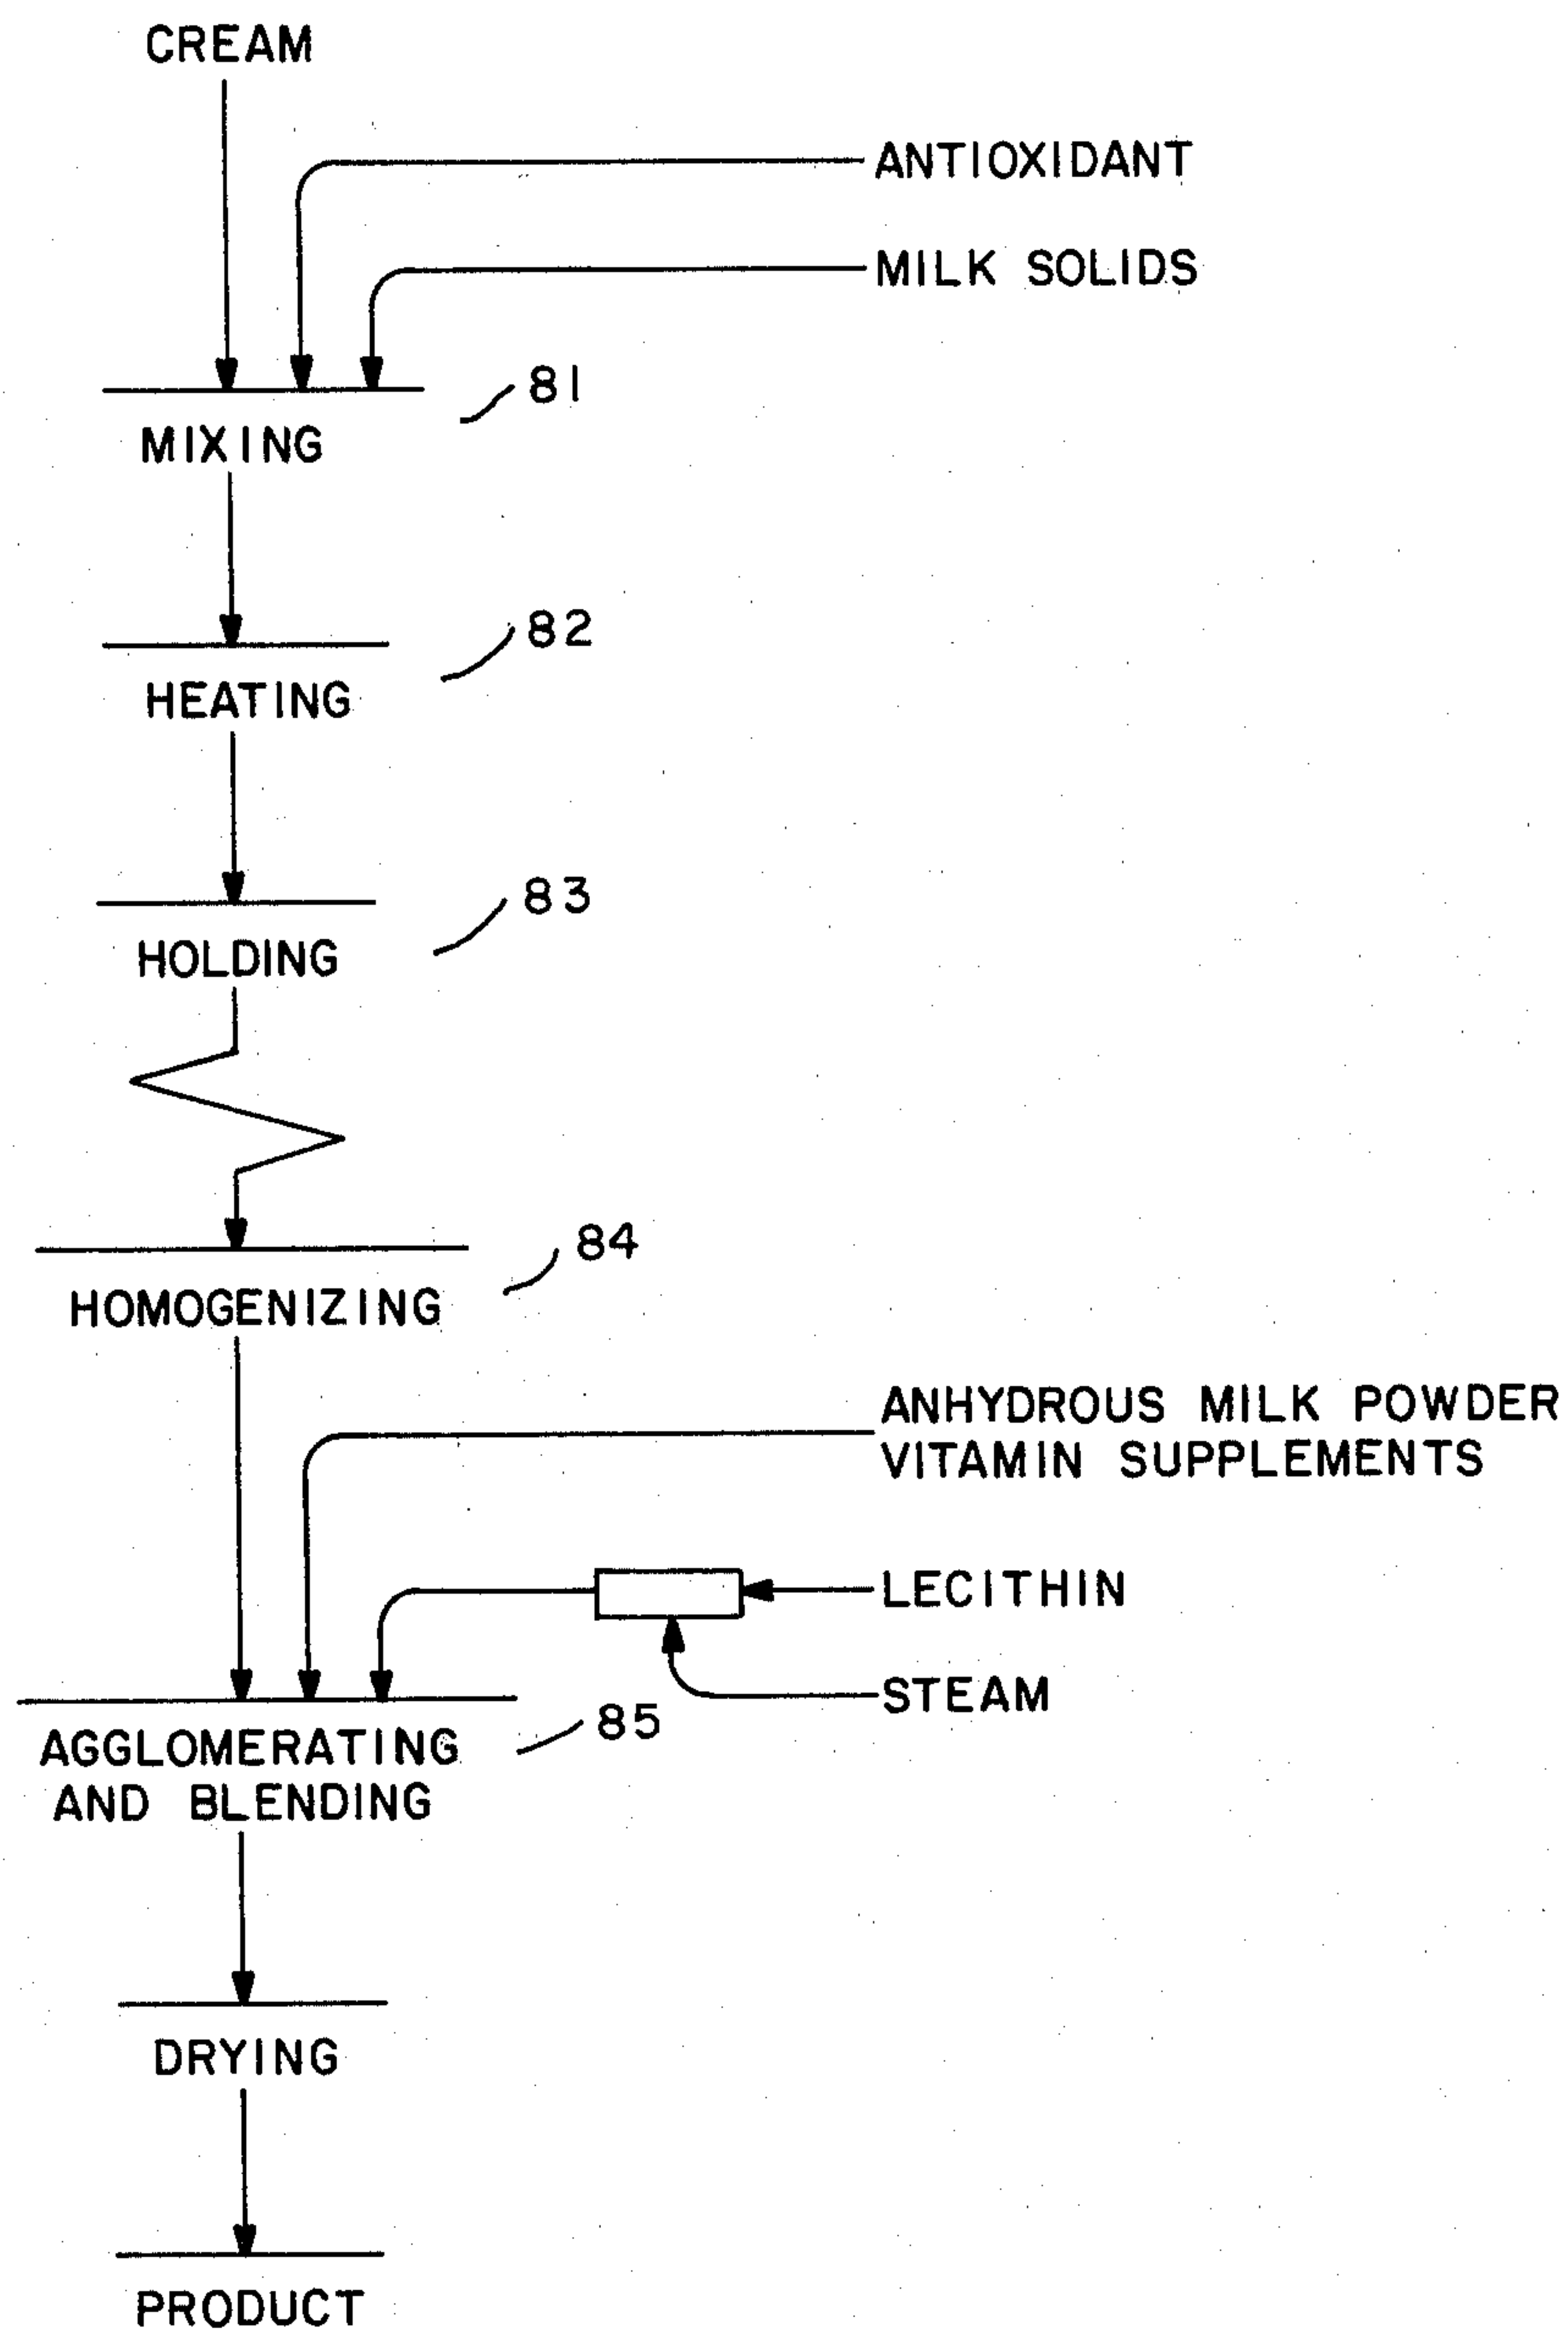 CREAM
ANTIOXIDANT
MILK SOLIDS
81
MIXING
82
HEATING
83
HOLDING
84
HOMOGENIZING
ANHYDROUS MILK POWDER
VITAMIN SUPPLEMENTS
LECITHIN
STEAM
85
AGGLOMERATING
AND BLENDING
DRYING
PRODUCT